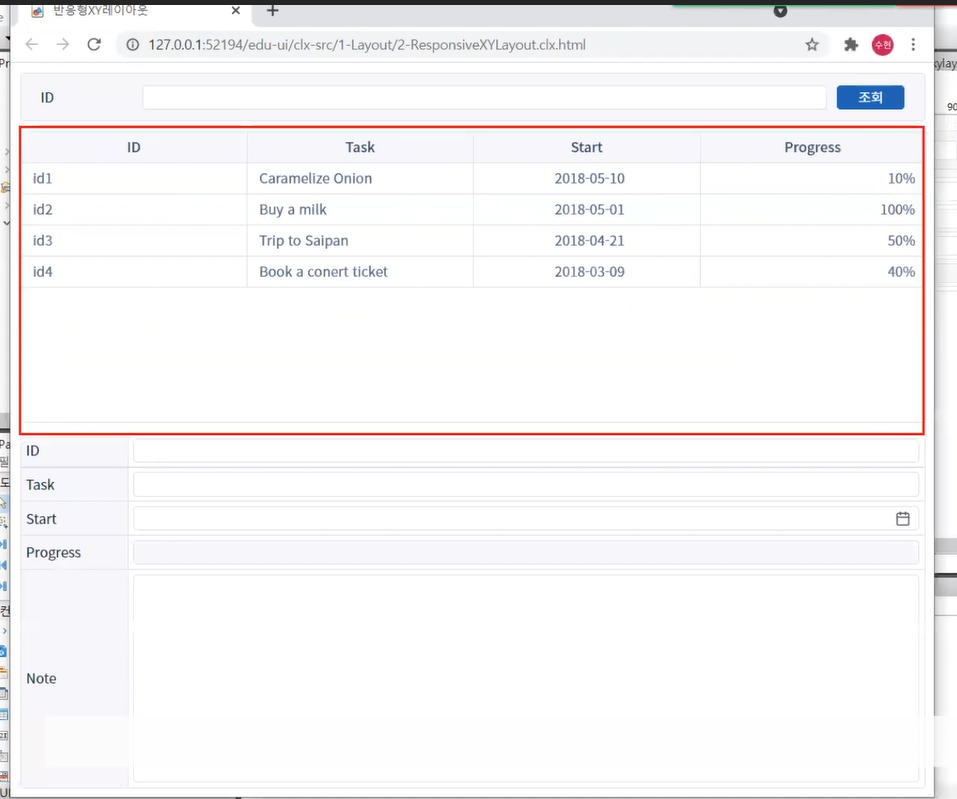 반응형XY레이아웃
127.0.0.1:52194/edu-ui/clx-src/1-Layout/2-ResponsiveXYLayout.clx.html
수현
ID 조회
ID Task Start Progress
id1 Caramelize Onion 2018-05-10 10%
id2 Buy a milk 2018-05-01 100%
id3 Trip to Saipan 2018-04-21 50%
id4 Book a conert ticket 2018-03-09 40%
ID
Task
Start
Progress
Note